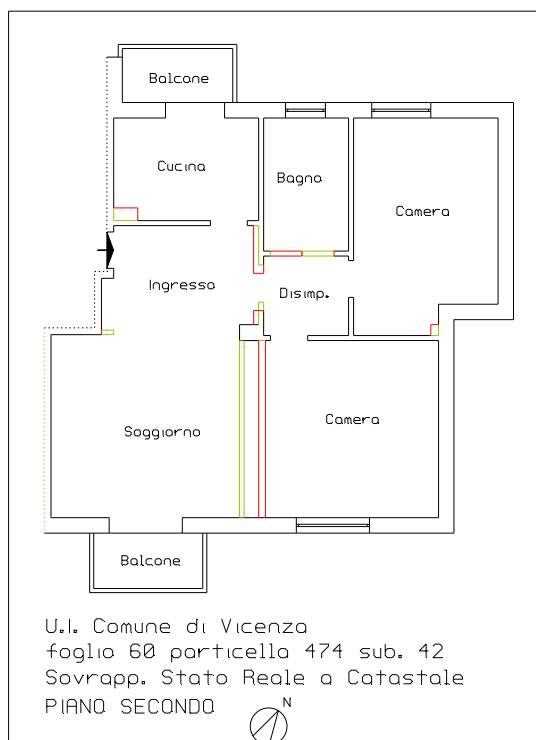 Balcone
Cucina
Bagno
Camera
Ingresso
Disimp.
Soggiorno
Camera
Balcone
U.I. Comune di Vicenza
foglio 60 particella 474 sub. 42
Sovrapp. Stato Reale a Catastale
PIANO SECONDO
N